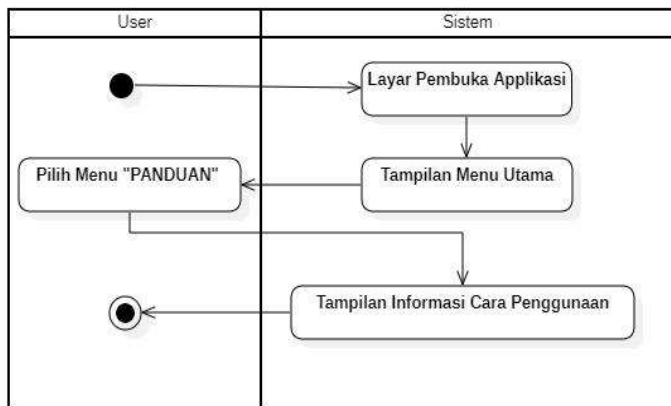 User
Sistem
Layar Pembuka Applikasi
Pilih Menu "PANDUAN"
Tampilan Menu Utama
Tampilan Informasi Cara Penggunaan